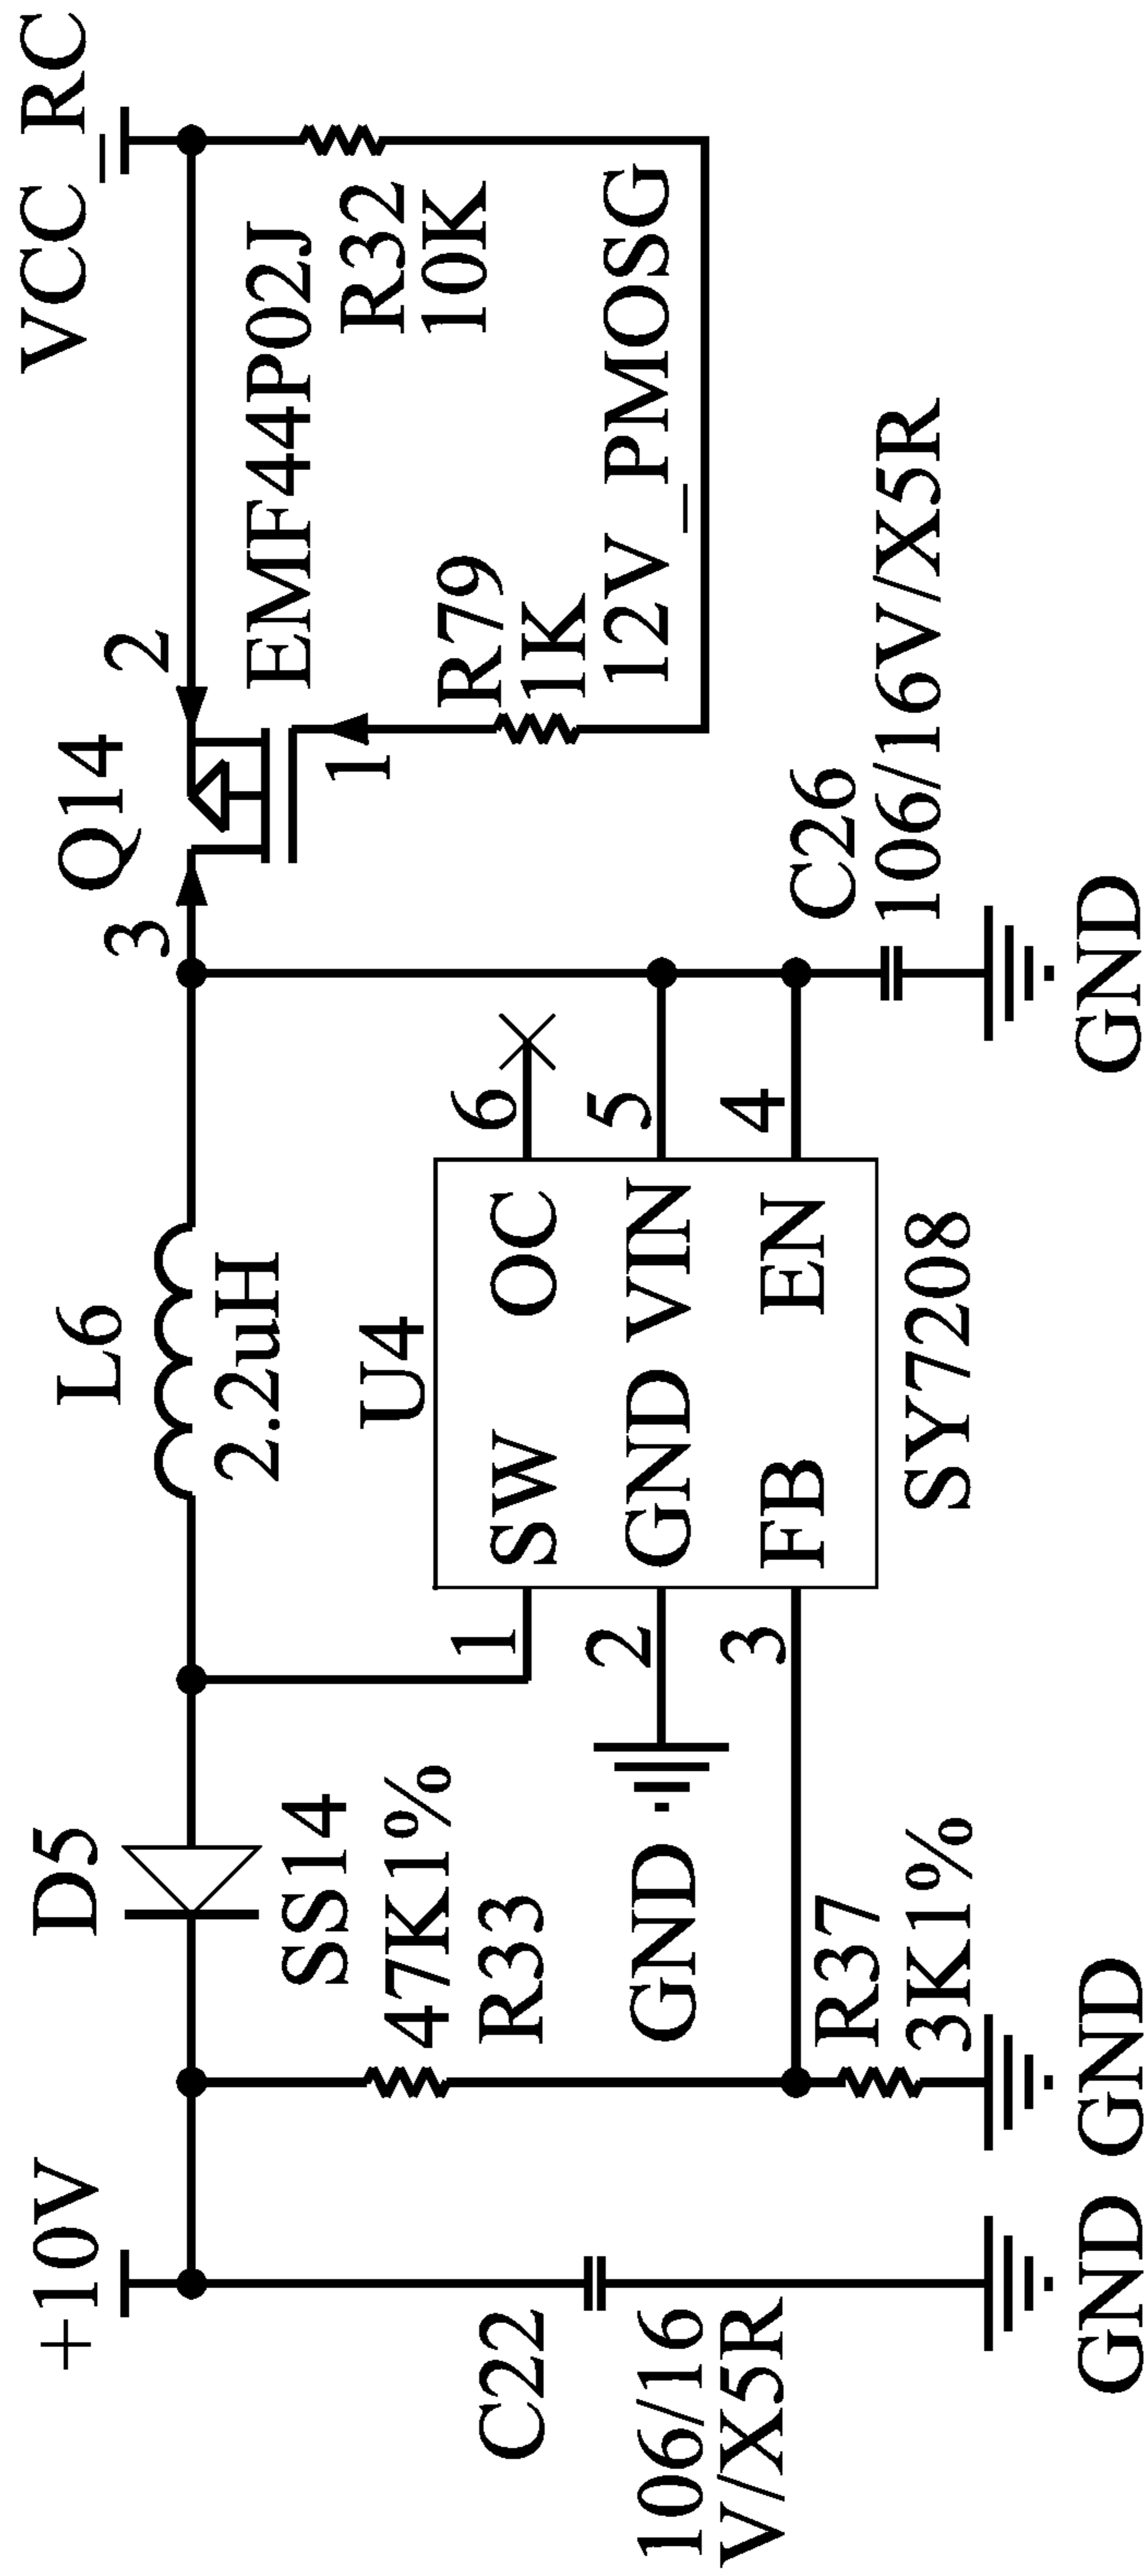 +10V
D5
L6
Q14
VCC_RC
3
2
SS14
2.2uH
EMF44P02J
47K1%
R33
U4
1
R32
10K
C22
106/16
V/X5R
1
SW
OC
6
R79
1K
2
GND
VIN
5
12V_PMOSG
GND
3
FB
EN
4
C26
106/16V/X5R
R37
3K1%
SY7208
GND
GND
GND